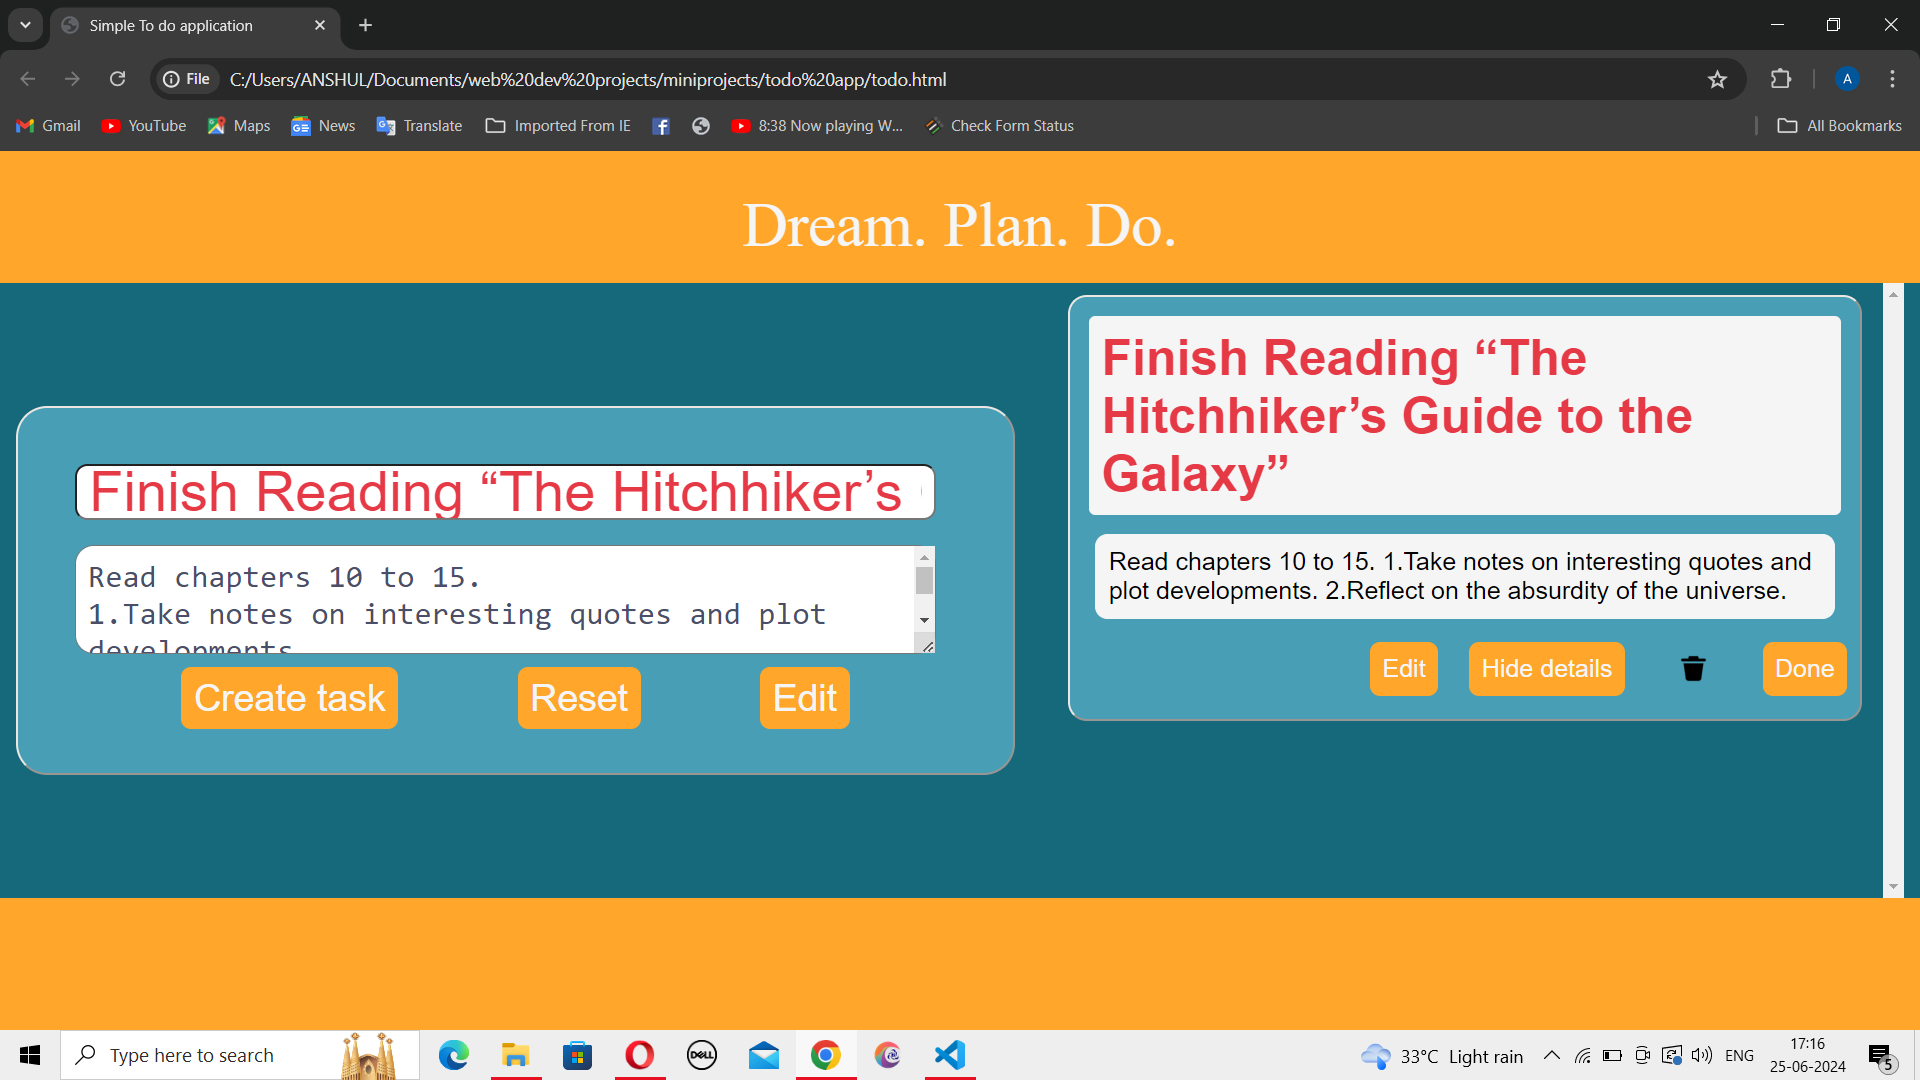 Simple To do application
File
C:/Users/ANSHUL/Documents/web%20dev%20projects/miniprojects/todo%20app/todo.html
A
Gmail
YouTube
Maps
News
Translate
Imported From IE
8:38 Now playing W...
Check Form Status
All Bookmarks
Dream. Plan. Do.
Finish Reading “The Hitchhiker’s
Read chapters 10 to 15.
1.Take notes on interesting quotes and plot
developments
Create task
Reset
Edit
Finish Reading “The
Hitchhiker’s Guide to the
Galaxy”
Read chapters 10 to 15. 1.Take notes on interesting quotes and
plot developments. 2.Reflect on the absurdity of the universe.
Edit
Hide details
Done
Type here to search
DELL
33°C Light rain
ENG
17:16
25-06-2024
5